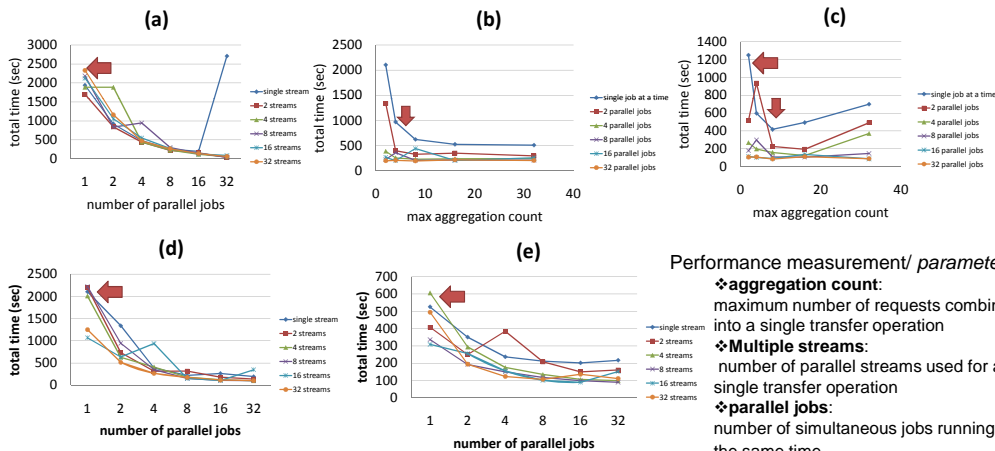 (a)
total time (sec)
3000
2500
2000
1500
1000
500
0
1 2 4 8 16 32
number of parallel jobs
single stream
2 streams
4 streams
8 streams
16 streams
32 streams
(b)
total time (sec)
2500
2000
1500
1000
500
0
0 20 40
max aggregation count
single job at a time
2 parallel jobs
4 parallel jobs
8 parallel jobs
16 parallel jobs
32 parallel jobs
(c)
total time (sec)
1400
1200
1000
800
600
400
200
0
0 20 40
max aggregation count
single job at a time
2 parallel jobs
4 parallel jobs
8 parallel jobs
16 parallel jobs
32 parallel jobs
(d)
total time (sec)
2500
2000
1500
1000
500
0
1 2 4 8 16 32
number of parallel jobs
single stream
2 streams
4 streams
8 streams
16 streams
32 streams
(e)
total time (sec)
700
600
500
400
300
200
100
0
1 2 4 8 16 32
number of parallel jobs
single stream
2 streams
4 streams
8 streams
16 streams
32 streams
Performance measurement/ paramete
❖aggregation count:
maximum number of requests combin
into a single transfer operation
❖Multiple streams:
number of parallel streams used for a
single transfer operation
❖parallel jobs:
number of simultaneous jobs running
the same time